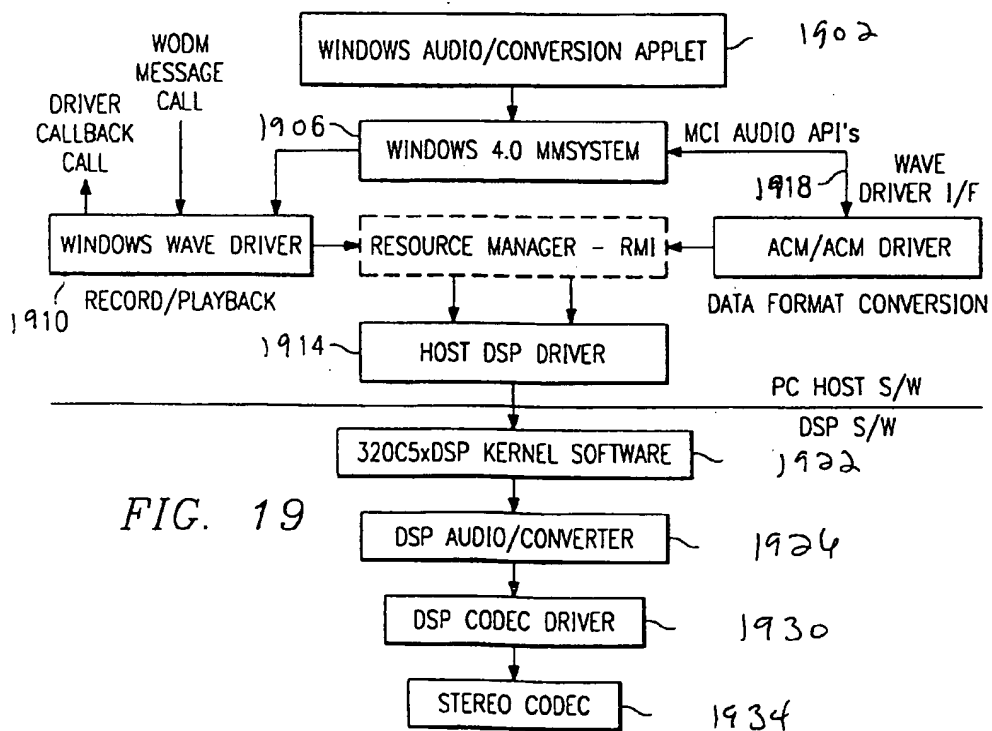 WINDOWS AUDIO/CONVERSION APPLET
1902
WODM
MESSAGE
CALL
DRIVER
CALLBACK
CALL
1906
WINDOWS 4.0 MMSYSTEM
MCI AUDIO API's
1918
WAVE
DRIVER I/F
WINDOWS WAVE DRIVER
RESOURCE MANAGER - RMI
ACM/ACM DRIVER
1910
RECORD/PLAYBACK
DATA FORMAT CONVERSION
1914
HOST DSP DRIVER
PC HOST S/W
DSP S/W
320C5xDSP KERNEL SOFTWARE
1922
FIG. 19
DSP AUDIO/CONVERTER
1926
DSP CODEC DRIVER
1930
STEREO CODEC
1934